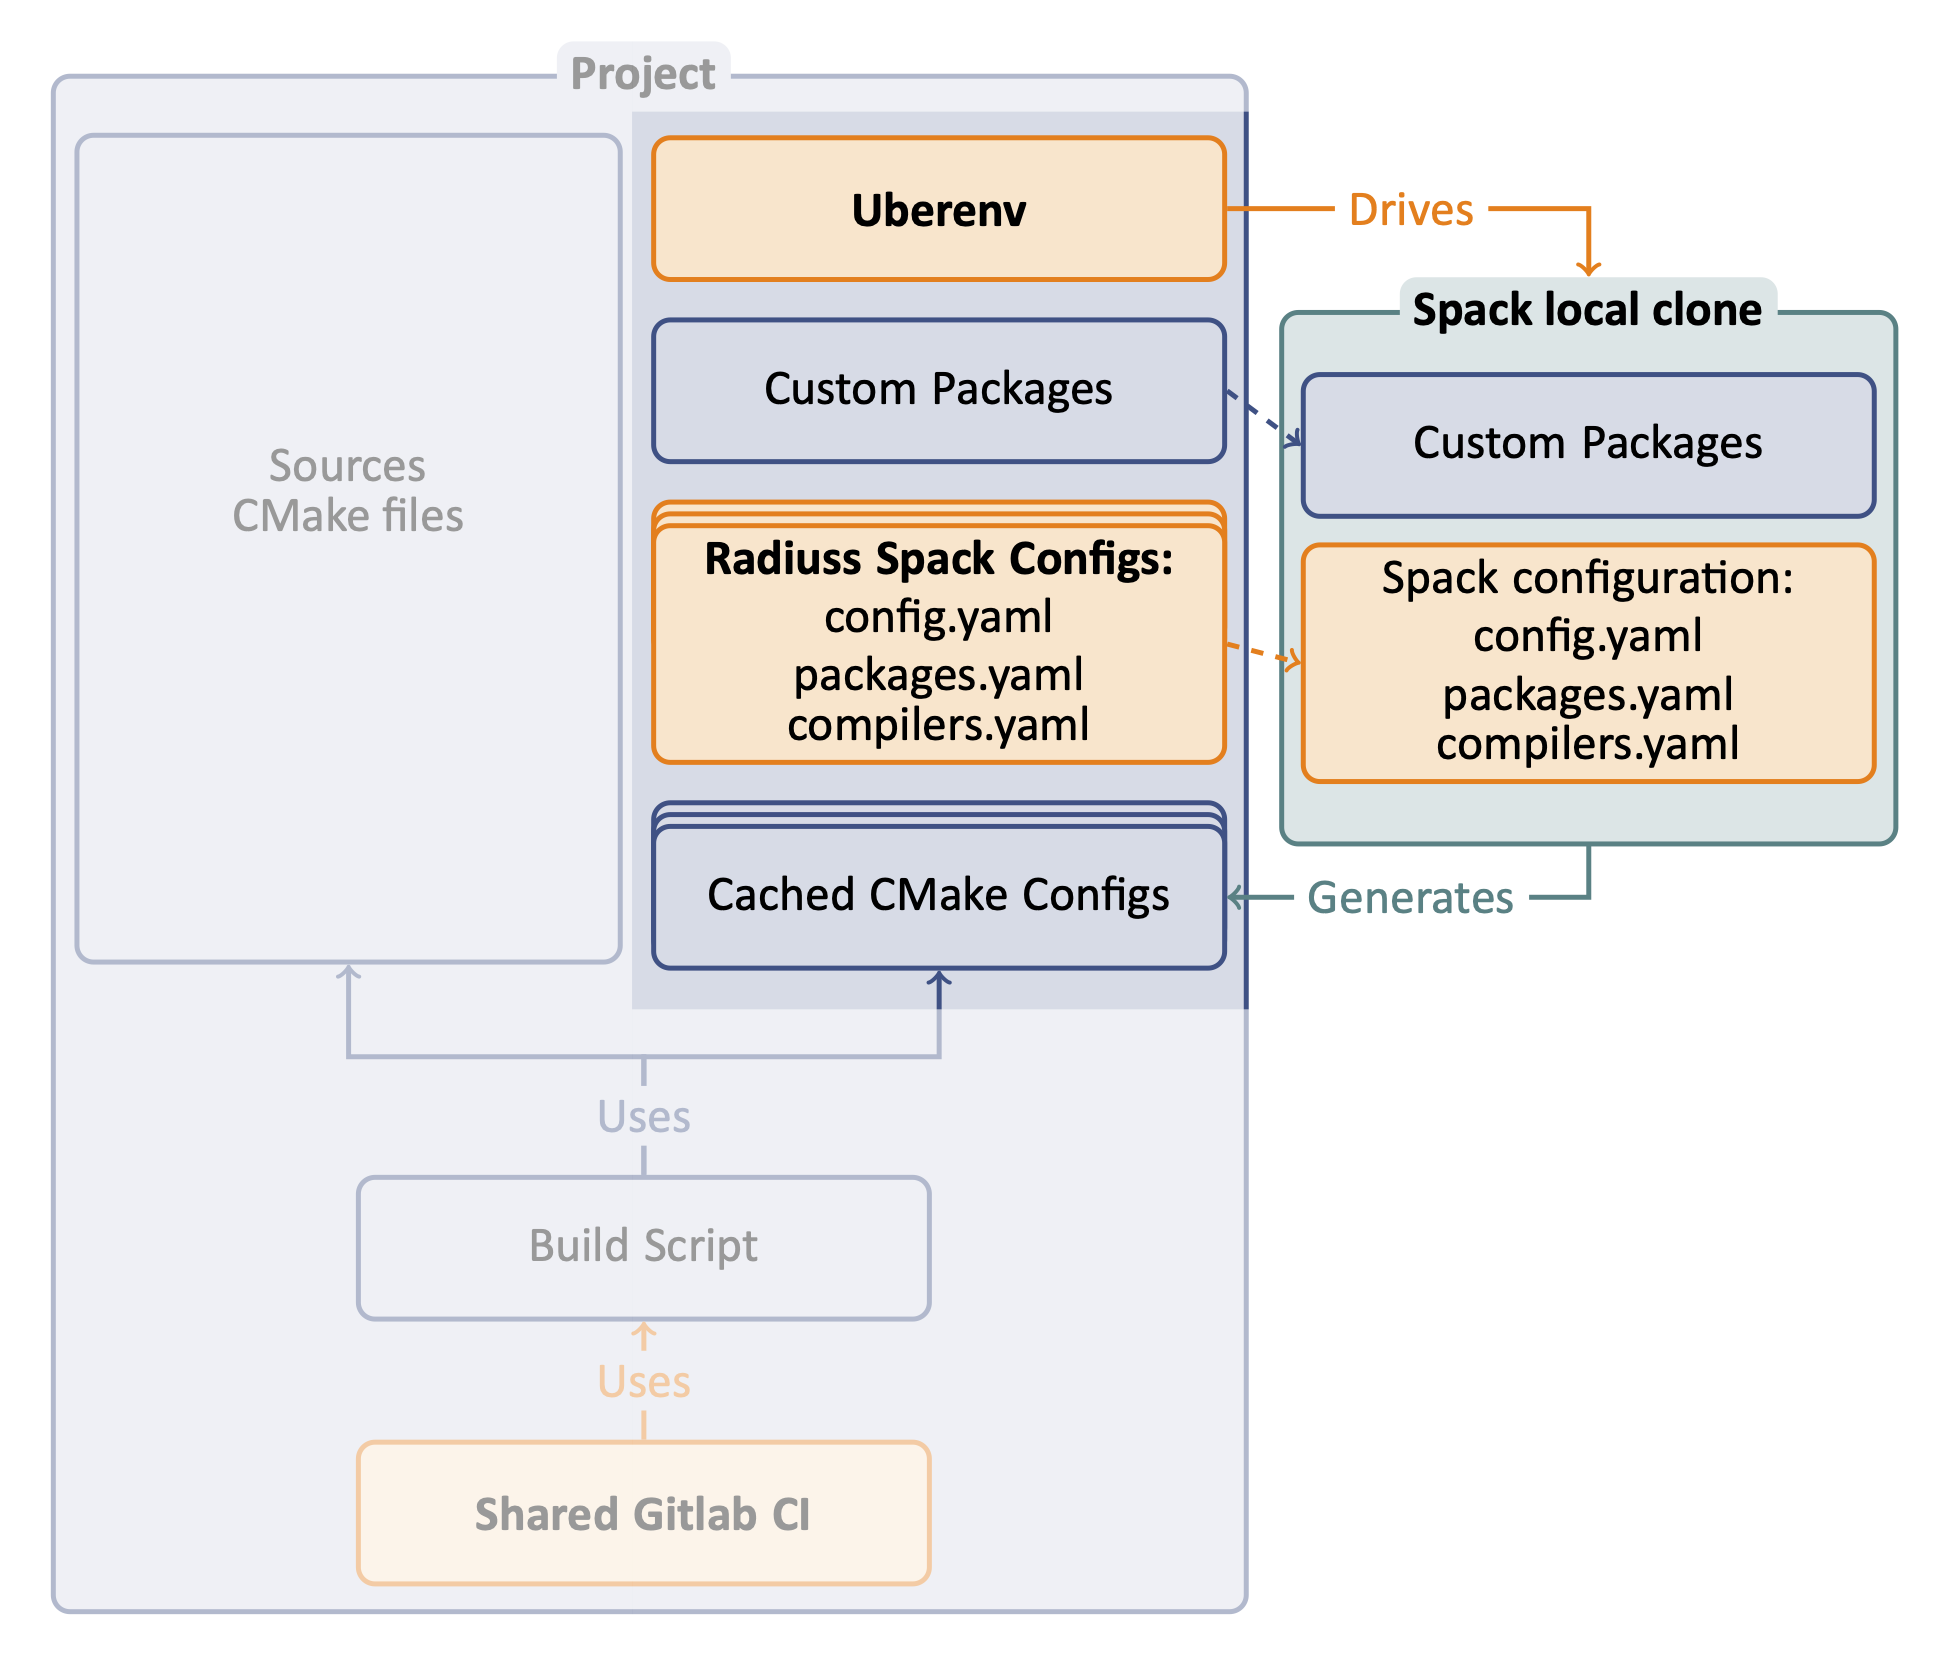 Project
Sources
CMake files
Uberenv
Custom Packages
Radiuss Spack Configs:
config.yaml
packages.yaml
compilers.yaml
Cached CMake Configs
Drives
Spack local clone
Custom Packages
Spack configuration:
config.yaml
packages.yaml
compilers.yaml
Generates
Uses
Build Script
Uses
Shared Gitlab CI